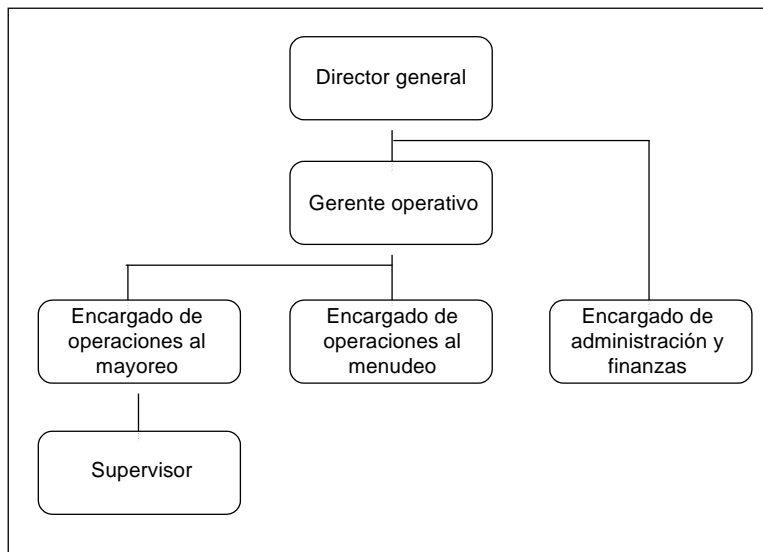 Director general
Gerente operativo
Encargado de
operaciones al
mayoreo
Encargado de
operaciones al
menudeo
Encargado de
administración y
finanzas
Supervisor